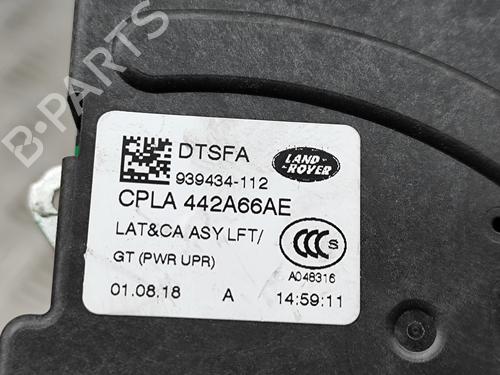 B-PARTS
DTSFA
LAND
ROVER
939434-112
CPLA 442A66AE
LAT&CA ASY LFT/
GT (PWR UPR)
CCC S
A048316
01.08.18 A 14:59:11